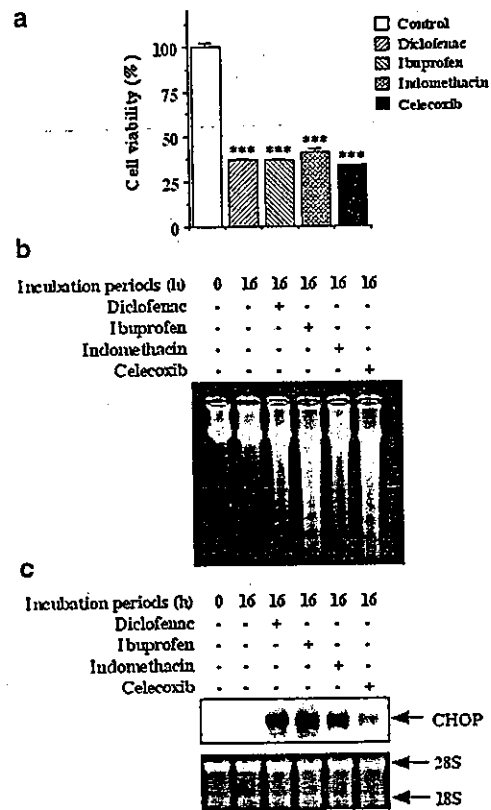 a
Control
Diclofenac
Ibuprofen
Indomethacin
Celecoxib
Cell viability (%)
100
75
50
25
0
*** *** *** ***
b
Incubation periods (h) 0 16 16 16 16 16
Diclofenac - - + - - -
Ibuprofen - - - + - -
Indomethacin - - - - + -
Celecoxib - - - - - +
c
Incubation periods (h) 0 16 16 16 16 16
Diclofenac - - + - - -
Ibuprofen - - - + - -
Indomethacin - - - - + -
Celecoxib - - - - - +
CHOP
28S
18S